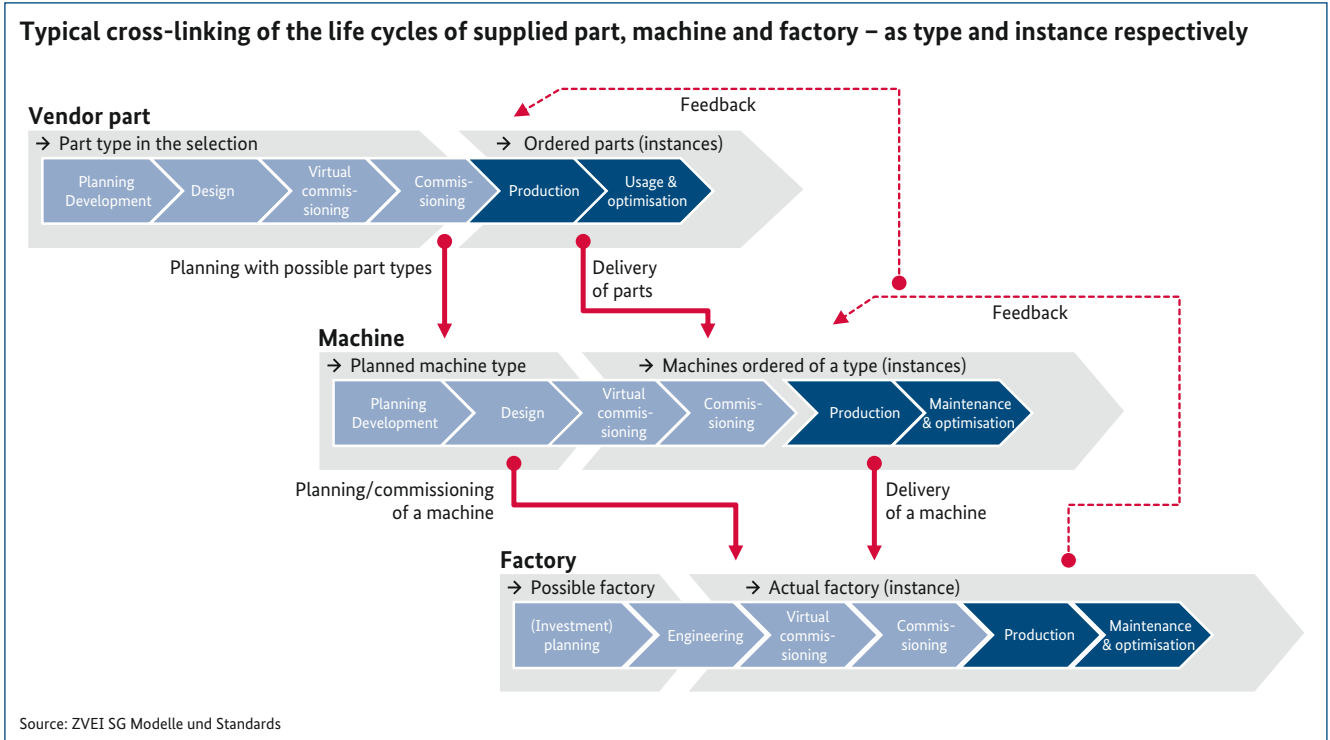 Typical cross-linking of the life cycles of supplied part, machine and factory – as type and instance respectively
Feedback
Vendor part
→ Part type in the selection
→ Ordered parts (instances)
Planning
Development
Design
Virtual
commis-
sioning
Commis-
sioning
Production
Usage &
optimisation
Planning with possible part types
Delivery
of parts
Feedback
Machine
→ Planned machine type
→ Machines ordered of a type (instances)
Planning
Development
Design
Virtual
commis-
sioning
Commis-
sioning
Production
Maintenance
& optimisation
Planning/commissioning
of a machine
Delivery
of a machine
Factory
→ Possible factory
→ Actual factory (instance)
(Investment)
planning
Engineering
Virtual
commis-
sioning
Commis-
sioning
Production
Maintenance
& optimisation
Source: ZVEI SG Modelle und Standards